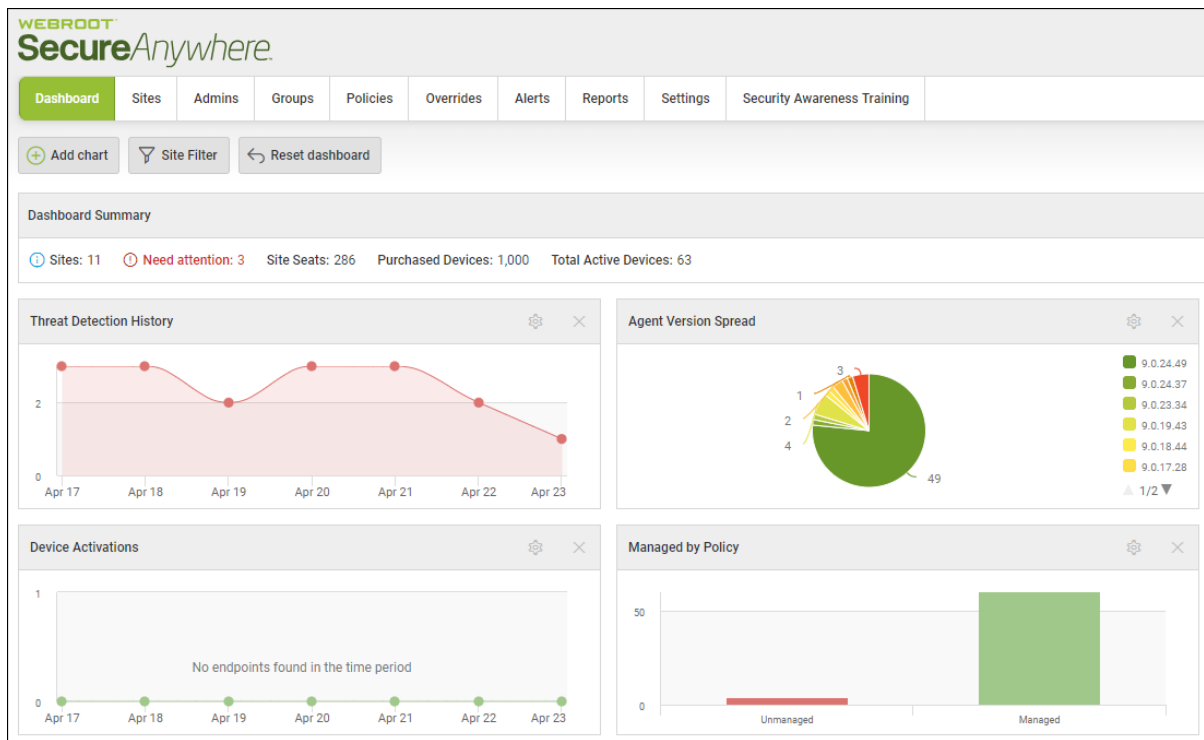 WEBROOT
SecureAnywhere
Dashboard Sites Admins Groups Policies Overrides Alerts Reports Settings Security Awareness Training
Add chart Site Filter Reset dashboard
Dashboard Summary
Sites: 11 Need attention: 3 Site Seats: 286 Purchased Devices: 1,000 Total Active Devices: 63
Threat Detection History
2
0
Apr 17 Apr 18 Apr 19 Apr 20 Apr 21 Apr 22 Apr 23
Agent Version Spread
3
1
2
4
49
9.0.24.49
9.0.24.37
9.0.23.34
9.0.19.43
9.0.18.44
9.0.17.28
1/2
Device Activations
1
No endpoints found in the time period
0
Apr 17 Apr 18 Apr 19 Apr 20 Apr 21 Apr 22 Apr 23
Managed by Policy
50
0
Unmanaged Managed